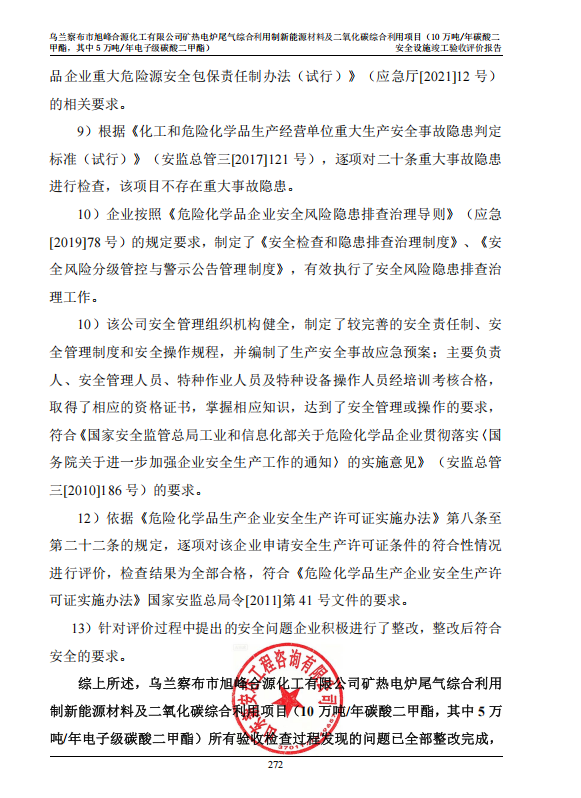 乌兰察布市旭峰合源化工有限公司矿热电炉尾气综合利用制新能源材料及二氧化碳综合利用项目（10 万吨/年碳酸二
甲酯，其中 5 万吨/年电子级碳酸二甲酯） 安全设施竣工验收评价报告
品企业重大危险源安全包保责任制办法（试行）》（应急厅[2021]12 号）
的相关要求。
9）根据《化工和危险化学品生产经营单位重大生产安全事故隐患判定
标准（试行）》（安监总管三[2017]121 号），逐项对二十条重大事故隐患
进行检查，该项目不存在重大事故隐患。
10）企业按照《危险化学品企业安全风险隐患排查治理导则》（应急
[2019]78 号）的规定要求，制定了《安全检查和隐患排查治理制度》、《安
全风险分级管控与警示公告管理制度》，有效执行了安全风险隐患排查治
理工作。
10）该公司安全管理组织机构健全，制定了较完善的安全责任制、安
全管理制度和安全操作规程，并编制了生产安全事故应急预案；主要负责
人、安全管理人员、特种作业人员及特种设备操作人员经培训考核合格，
取得了相应的资格证书，掌握相应知识，达到了安全管理或操作的要求，
符合《国家安全监管总局工业和信息化部关于危险化学品企业贯彻落实〈国
务院关于进一步加强企业安全生产工作的通知〉的实施意见》（安监总管
三[2010]186 号）的要求。
12）依据《危险化学品生产企业安全生产许可证实施办法》第八条至
第二十二条的规定，逐项对该企业申请安全生产许可证条件的符合性情况
进行评价，检查结果为全部合格，符合《危险化学品生产企业安全生产许
可证实施办法》国家安监总局令[2011]第 41 号文件的要求。
13）针对评价过程中提出的安全问题企业积极进行了整改，整改后符合
安全的要求。
综上所述，乌兰察布市旭峰合源化工有限公司矿热电炉尾气综合利用
制新能源材料及二氧化碳综合利用项目（10 万吨/年碳酸二甲酯，其中 5 万
吨/年电子级碳酸二甲酯）所有验收检查过程发现的问题已全部整改完成，
工程咨询有限公司
272